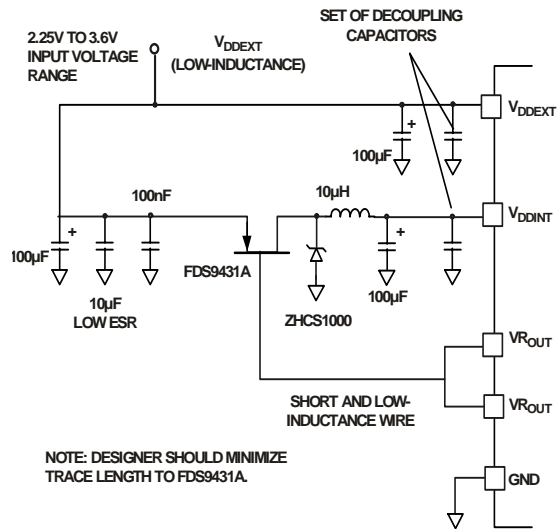 SET OF DECOUPLING
CAPACITORS
2.25V TO 3.6V
INPUT VOLTAGE
RANGE
VDDEXT
(LOW-INDUCTANCE)
VDDEXT
+
100µF
100nF
10µH
VDDINT
+
+
100µF
FDS9431A
10µF
LOW ESR
ZHCS1000
100µF
VROUT
SHORT AND LOW-
INDUCTANCE WIRE
VROUT
NOTE: DESIGNER SHOULD MINIMIZE
TRACE LENGTH TO FDS9431A.
GND